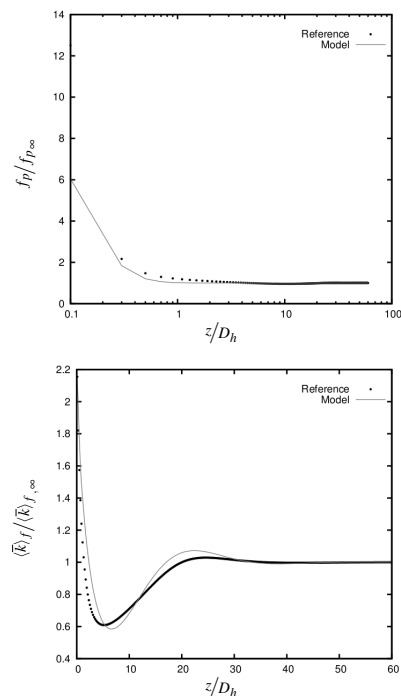 14
12
10
8
6
4
2
0
f_p/f_{p_∞}
Reference
Model
0.1 1 10 100
z/D_h
2.2
2
1.8
1.6
1.4
1.2
1
0.8
0.6
0.4
⟨k̅⟩_f/⟨k̅⟩_{f,∞}
Reference
Model
0 10 20 30 40 50 60
z/D_h